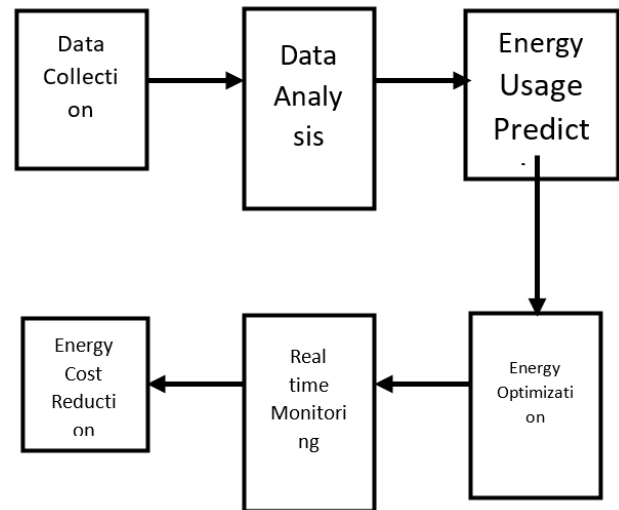 Data
Collecti
on
Data
Analy
sis
Energy
Usage
Predict
Energy
Optimizati
on
Real
time
Monitori
ng
Energy
Cost
Reducti
on